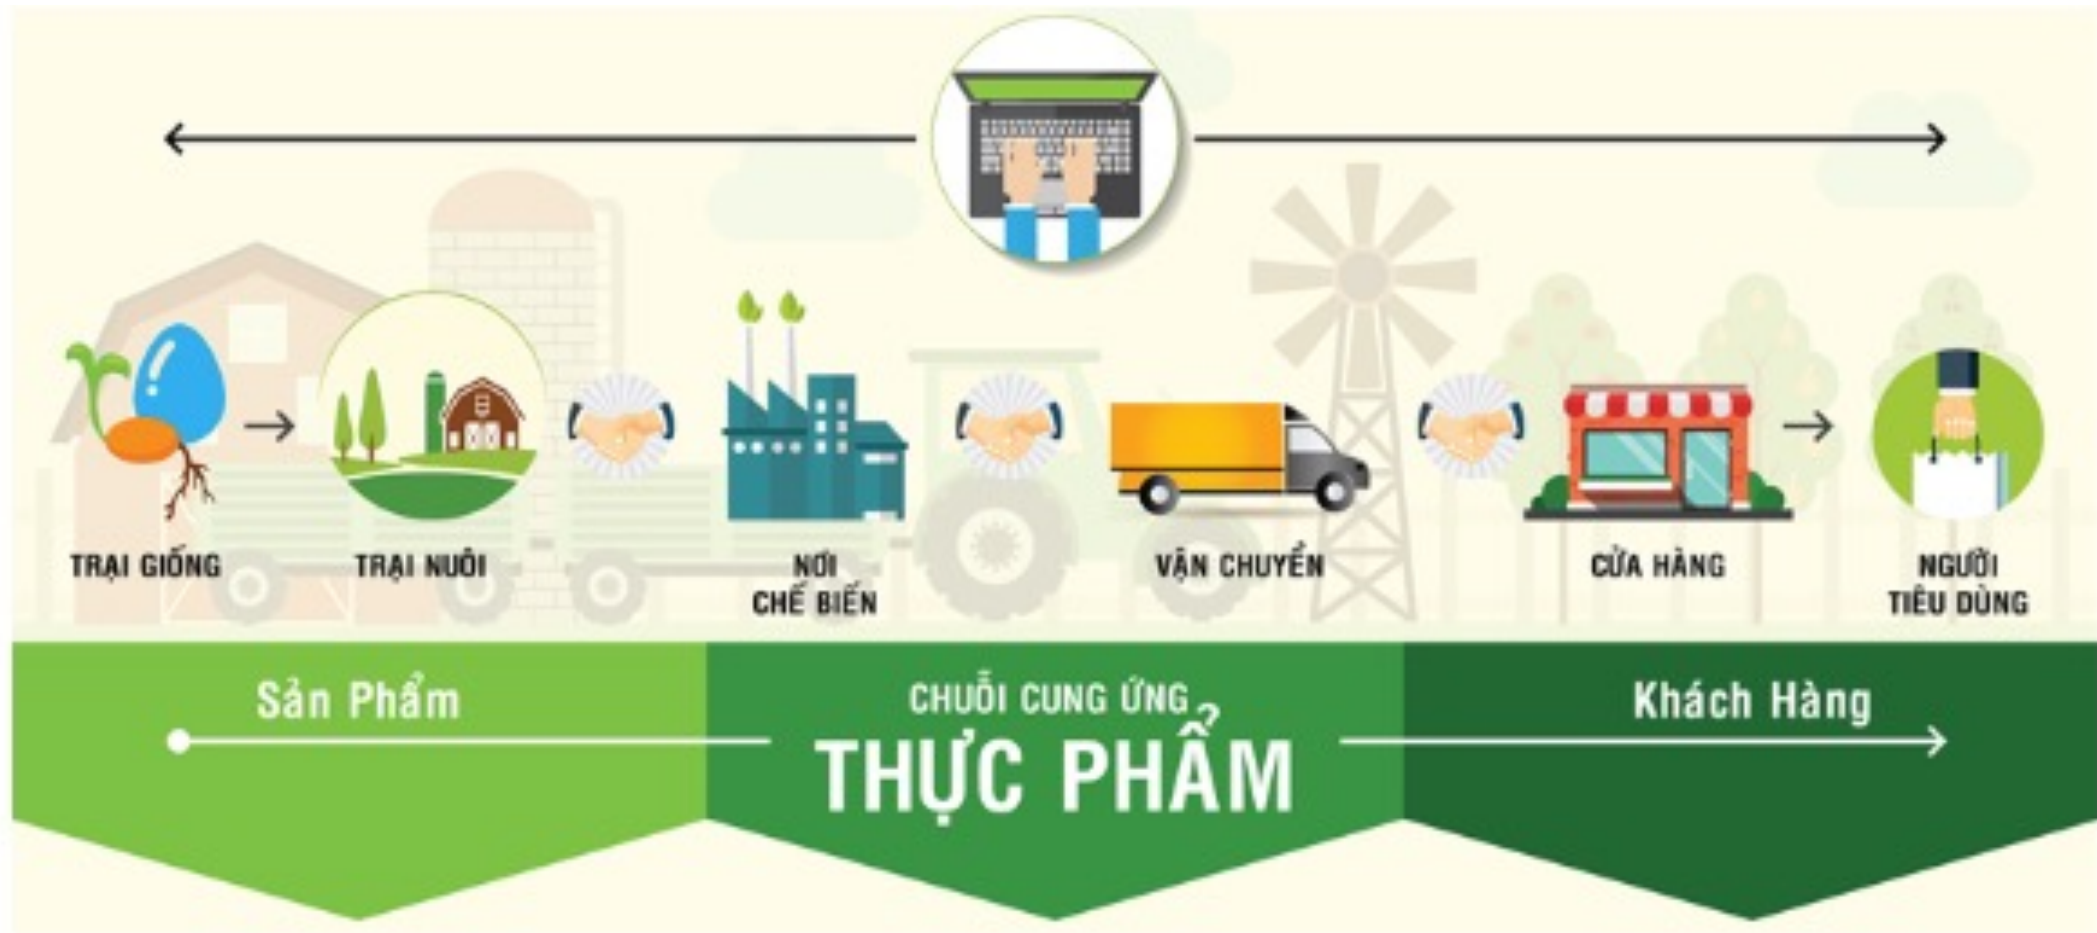 TRẠI GIỐNG
TRẠI NUÔI
NƠI
CHẾ BIẾN
VẬN CHUYỂN
CỬA HÀNG
NGƯỜI
TIÊU DÙNG
Sản Phẩm
CHUỖI CUNG ỨNG
THỰC PHẨM
Khách Hàng